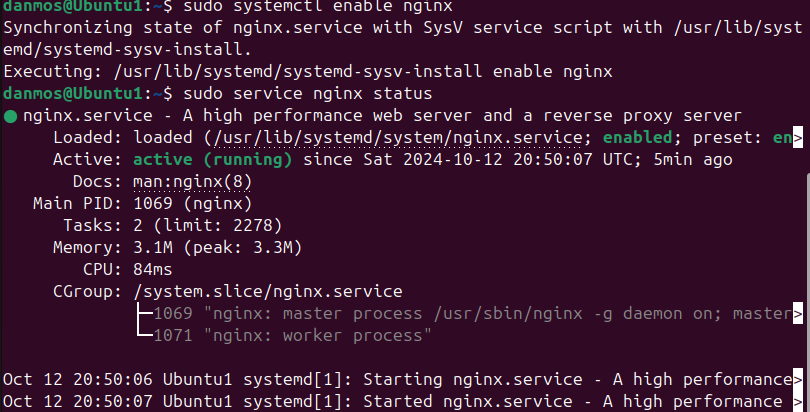 danmos@Ubuntu1:~$ sudo systemctl enable nginx
Synchronizing state of nginx.service with SysV service script with /usr/lib/syst
emd/systemd-sysv-install.
Executing: /usr/lib/systemd/systemd-sysv-install enable nginx
danmos@Ubuntu1:~$ sudo service nginx status
● nginx.service - A high performance web server and a reverse proxy server
     Loaded: loaded (/usr/lib/systemd/system/nginx.service; enabled; preset: en>
     Active: active (running) since Sat 2024-10-12 20:50:07 UTC; 5min ago
       Docs: man:nginx(8)
   Main PID: 1069 (nginx)
      Tasks: 2 (limit: 2278)
     Memory: 3.1M (peak: 3.3M)
        CPU: 84ms
     CGroup: /system.slice/nginx.service
             ├─1069 "nginx: master process /usr/sbin/nginx -g daemon on; master>
             └─1071 "nginx: worker process"

Oct 12 20:50:06 Ubuntu1 systemd[1]: Starting nginx.service - A high performance>
Oct 12 20:50:07 Ubuntu1 systemd[1]: Started nginx.service - A high performance >